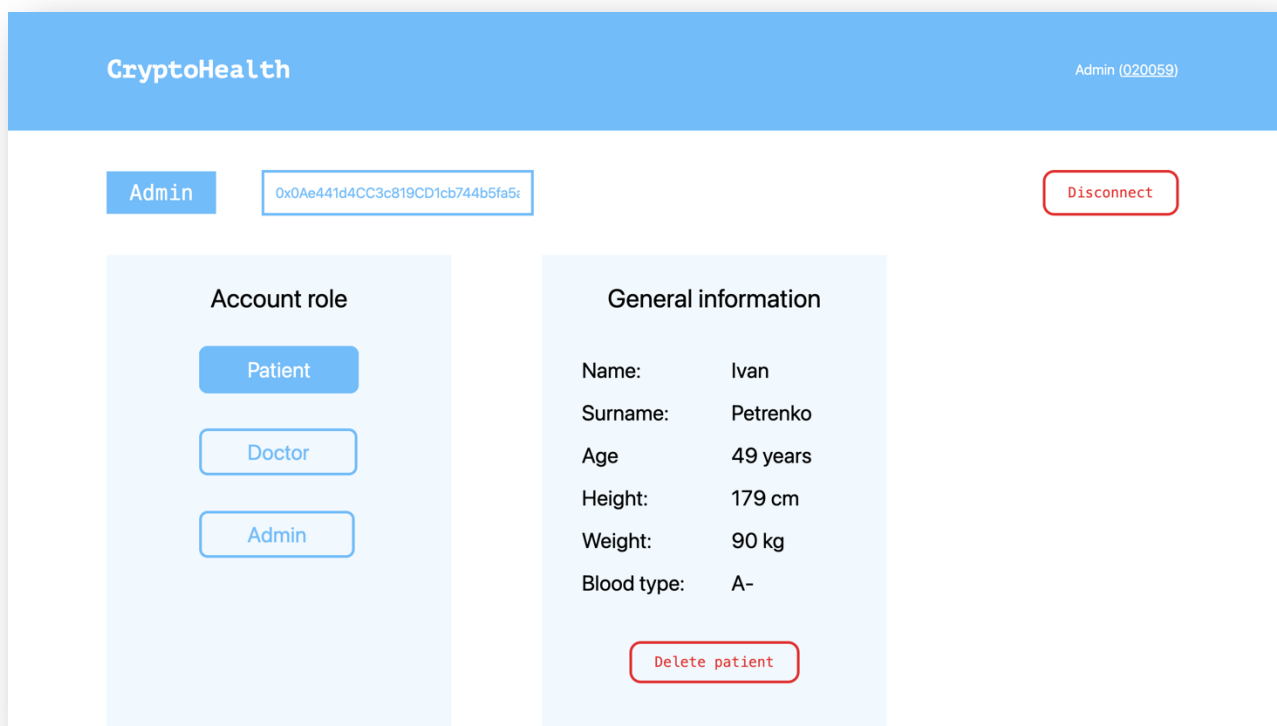 CryptoHealth
Admin (020059)
Admin
0x0Ae441d4CC3c819CD1cb744b5fa5a
Disconnect
Account role
Patient
Doctor
Admin
General information
Name: Ivan
Surname: Petrenko
Age 49 years
Height: 179 cm
Weight: 90 kg
Blood type: A-
Delete patient